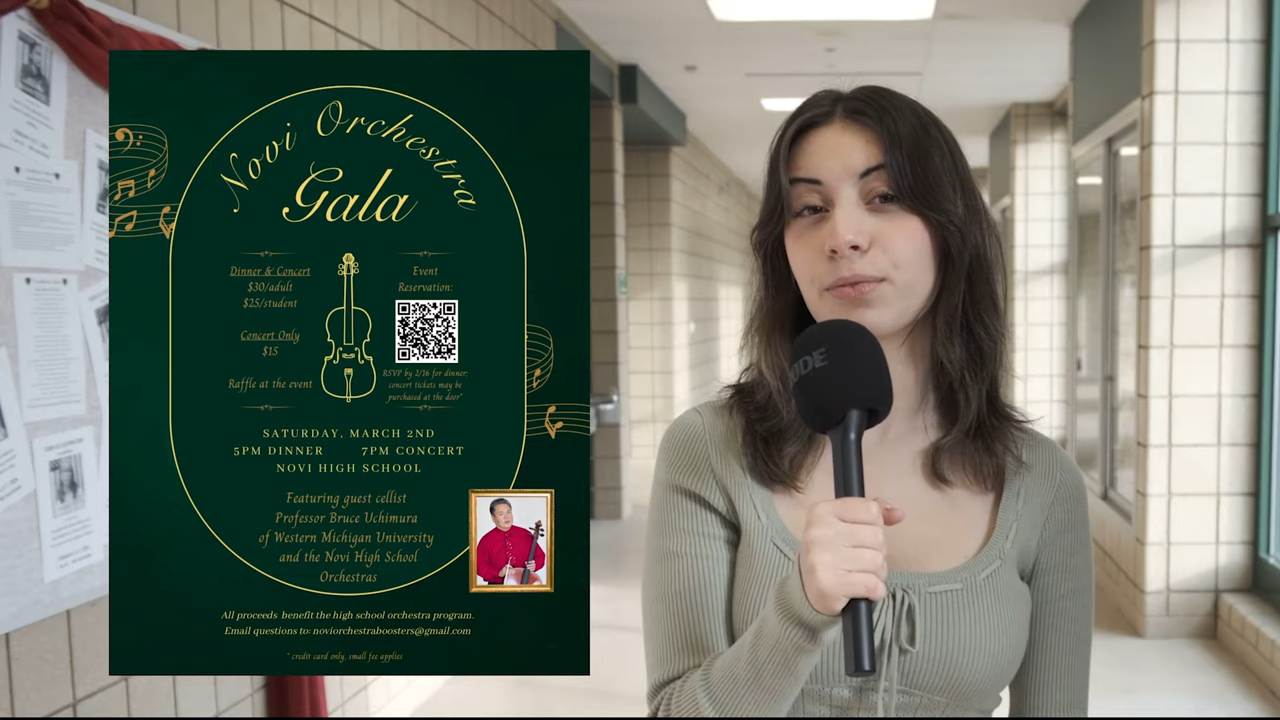 Novi Orchestra
Gala
Dinner & Concert
$30/adult
$25/student
Concert Only
$15
Raffle at the event
Event
Reservation:
RSVP by 2/16 for dinner;
concert tickets may be
purchased at the door*
SATURDAY, MARCH 2ND
5PM DINNER 7PM CONCERT
NOVI HIGH SCHOOL
Featuring guest cellist
Professor Bruce Uchimura
of Western Michigan University
and the Novi High School
Orchestras
All proceeds benefit the high school orchestra program.
Email questions to: noviorchestraboosters@gmail.com
* credit card only, small fee applies
RODE